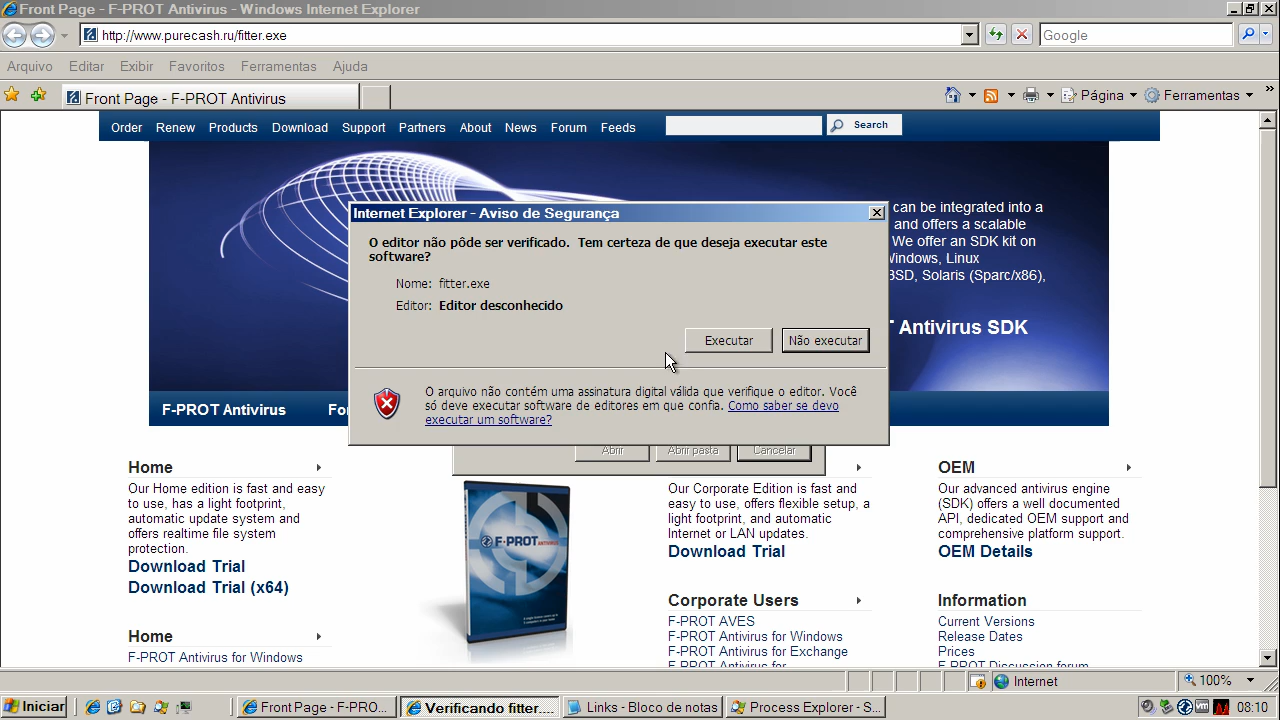 Front Page - F-PROT Antivirus - Windows Internet Explorer
http://www.purecash.ru/fitter.exe
Google
Arquivo Editar Exibir Favoritos Ferramentas Ajuda
Front Page - F-PROT Antivirus
Página Ferramentas »
Order Renew Products Download Support Partners About News Forum Feeds Search
can be integrated into a
and offers a scalable
We offer an SDK kit on
Windows, Linux
BSD, Solaris (Sparc/x86),
T Antivirus SDK
Internet Explorer - Aviso de Segurança
O editor não pôde ser verificado. Tem certeza de que deseja executar este
software?
Nome: fitter.exe
Editor: Editor desconhecido
Executar Não executar
O arquivo não contém uma assinatura digital válida que verifique o editor. Você
só deve executar software de editores em que confia. Como saber se devo
executar um software?
Abrir Abrir pasta Cancelar
F-PROT Antivirus Fo
Home
Our Home edition is fast and easy
to use, has a light footprint,
automatic update system and
offers realtime file system
protection.
Download Trial
Download Trial (x64)
Home
F-PROT Antivirus for Windows
F-PROT ANTIVIRUS
Our Corporate Edition is fast and
easy to use, offers flexible setup, a
light footprint, and automatic
Internet or LAN updates.
Download Trial
Corporate Users
F-PROT AVES
F-PROT Antivirus for Windows
F-PROT Antivirus for Exchange
F-PROT Antivirus for
OEM
Our advanced antivirus engine
(SDK) offers a well documented
API, dedicated OEM support and
comprehensive platform support.
OEM Details
Information
Current Versions
Release Dates
Prices
F-PROT Discussion forum
Internet 100%
Iniciar Front Page - F-PRO... Verificando fitter.... Links - Bloco de notas Process Explorer - S... 08:10